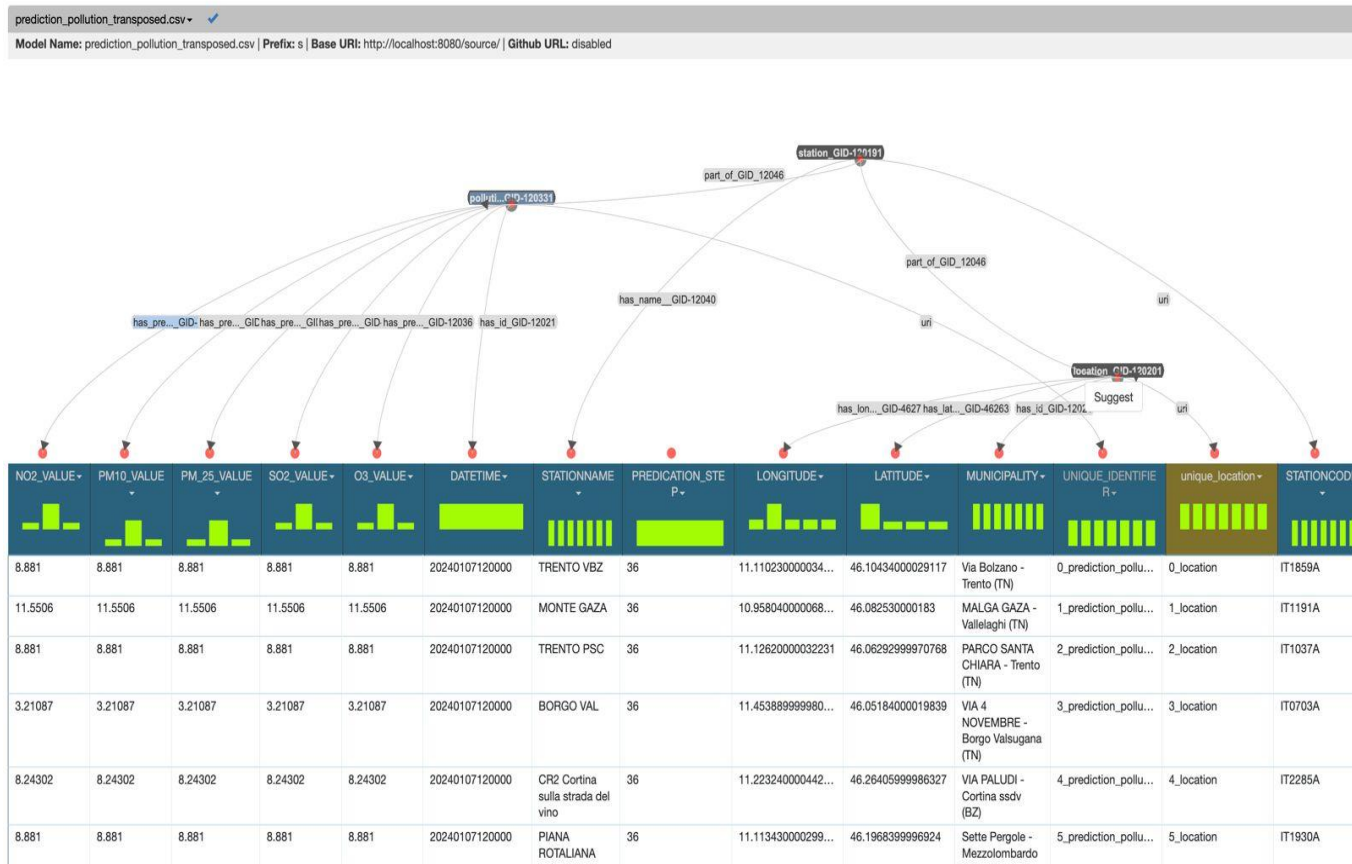 prediction_pollution_transposed.csv
Model Name: prediction_pollution_transposed.csv | Prefix: s | Base URI: http://localhost:8080/source/ | Github URL: disabled
station_GID-120191
part_of_GID_12046
polluti...GID-120331
part_of_GID_12046
has_name__GID-12040
uri
has_pre..._GID- has_pre..._GID has_pre..._GI has_pre..._GID has_pre..._GID-12036 has_id_GID-12021
uri
location_GID-120201
Suggest
has_lon..._GID-4627 has_lat..._GID-46263 has_id_GID-1202
uri
NO2_VALUE PM10_VALUE PM_25_VALUE SO2_VALUE O3_VALUE DATETIME STATIONNAME PREDICATION_STE LONGITUDE LATITUDE MUNICIPALITY UNIQUE_IDENTIFIE unique_location STATIONCOD
P R
8.881 8.881 8.881 8.881 8.881 20240107120000 TRENTO VBZ 36 11.110230000034... 46.10434000029117 Via Bolzano - 0_prediction_pollu... 0_location IT1859A
Trento (TN)
11.5506 11.5506 11.5506 11.5506 11.5506 20240107120000 MONTE GAZA 36 10.958040000068... 46.082530000183 MALGA GAZA - 1_prediction_pollu... 1_location IT1191A
Vallelaghi (TN)
8.881 8.881 8.881 8.881 8.881 20240107120000 TRENTO PSC 36 11.12620000032231 46.06292999970768 PARCO SANTA 2_prediction_pollu... 2_location IT1037A
CHIARA - Trento
(TN)
3.21087 3.21087 3.21087 3.21087 3.21087 20240107120000 BORGO VAL 36 11.453889999980... 46.05184000019839 VIA 4 3_prediction_pollu... 3_location IT0703A
NOVEMBRE -
Borgo Valsugana
(TN)
8.24302 8.24302 8.24302 8.24302 8.24302 20240107120000 CR2 Cortina 36 11.223240000442... 46.26405999986327 VIA PALUDI - 4_prediction_pollu... 4_location IT2285A
sulla strada del Cortina ssdv
vino (BZ)
8.881 8.881 8.881 8.881 8.881 20240107120000 PIANA 36 11.113430000299... 46.1968399996924 Sette Pergole - 5_prediction_pollu... 5_location IT1930A
ROTALIANA Mezzolombardo